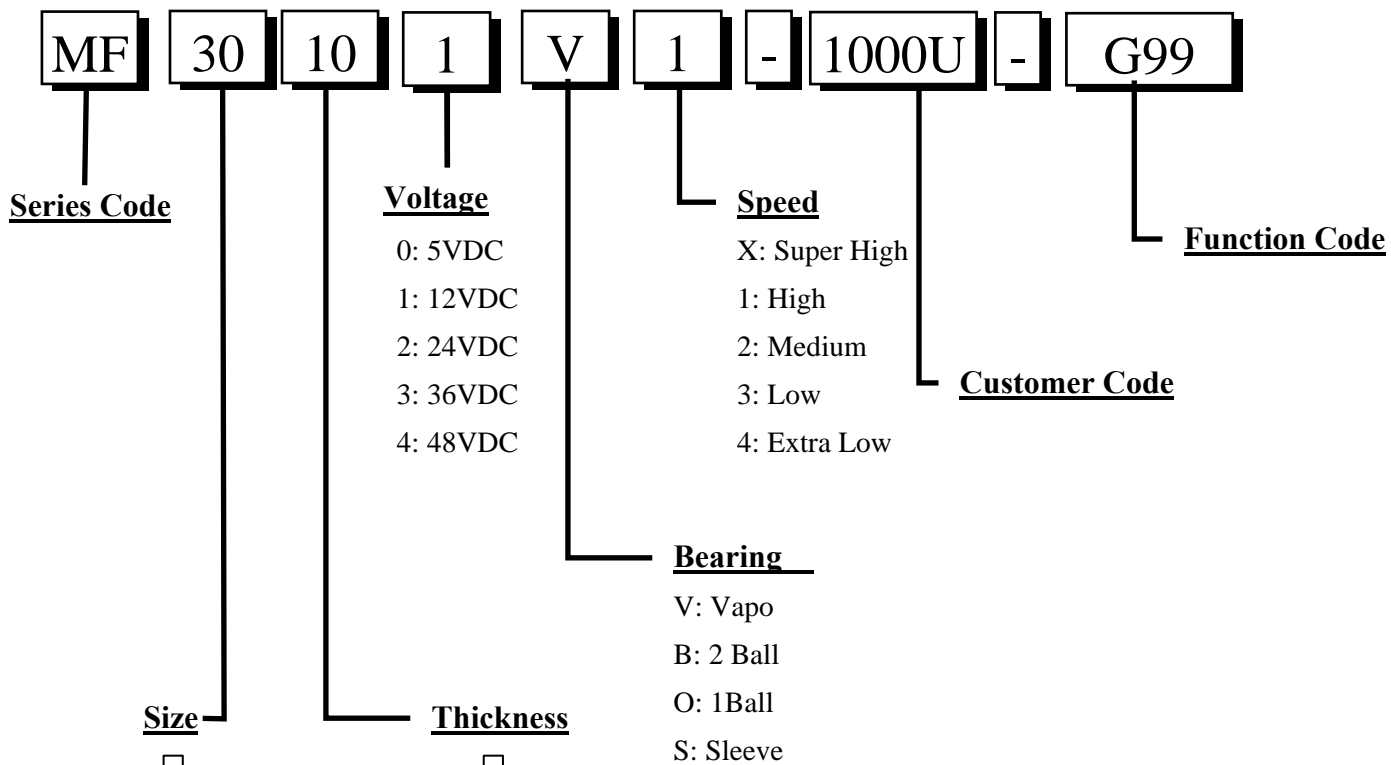 MF 30 10 1 V 1 - 1000U - G99
Series Code
Voltage
0: 5VDC
1: 12VDC
2: 24VDC
3: 36VDC
4: 48VDC
Speed
X: Super High
1: High
2: Medium
3: Low
4: Extra Low
Function Code
Customer Code
Bearing
V: Vapo
B: 2 Ball
O: 1Ball
S: Sleeve
Size
Thickness